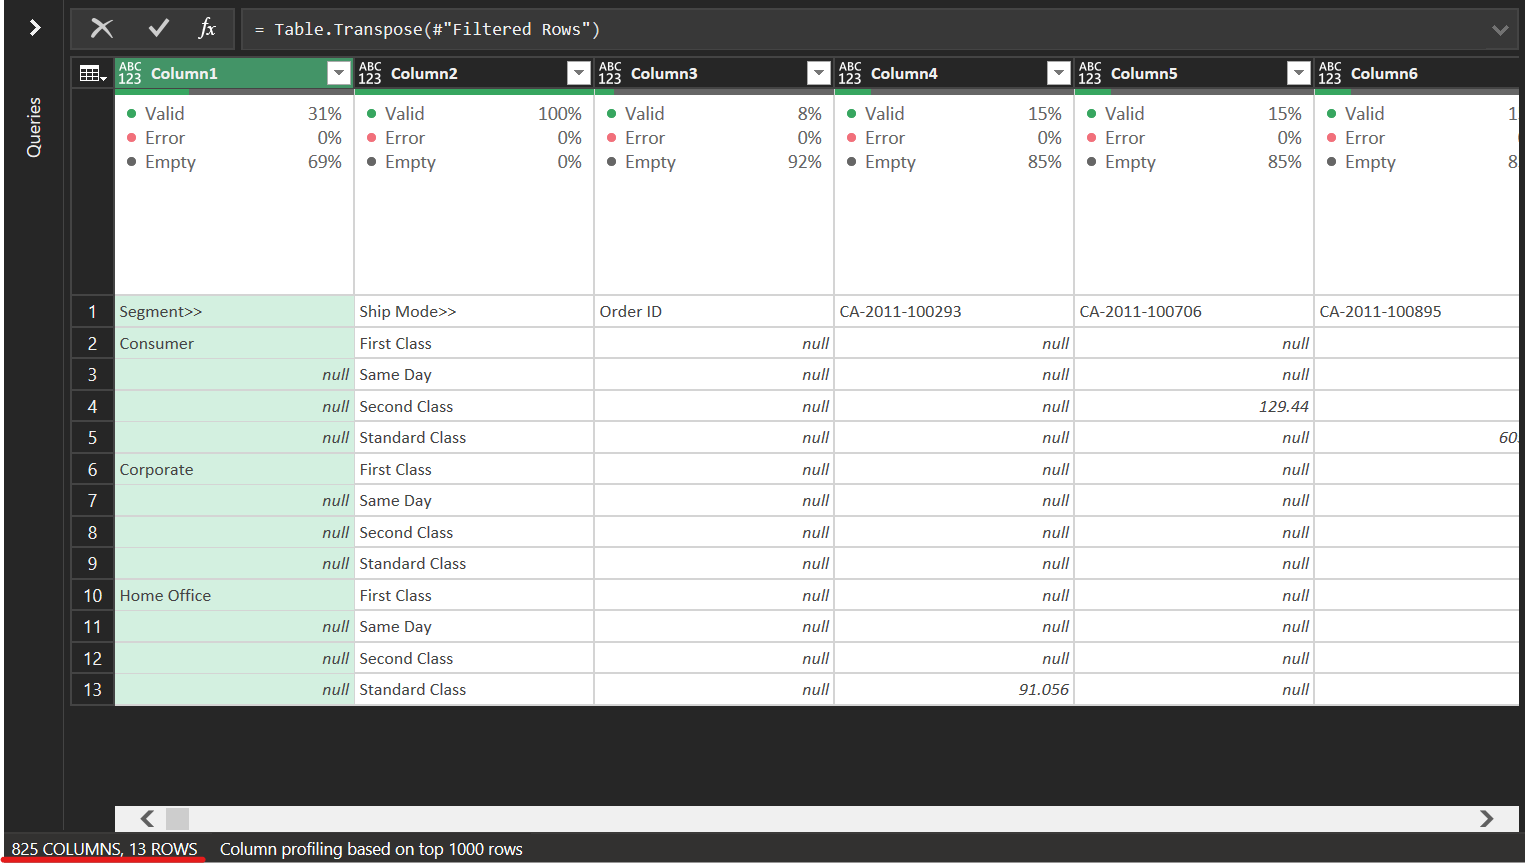 fx = Table.Transpose(#"Filtered Rows")
Queries
ABC 123 Column1 ABC 123 Column2 ABC 123 Column3 ABC 123 Column4 ABC 123 Column5 ABC 123 Column6
Valid 31% Valid 100% Valid 8% Valid 15% Valid 15% Valid 1
Error 0% Error 0% Error 0% Error 0% Error 0% Error
Empty 69% Empty 0% Empty 92% Empty 85% Empty 85% Empty 8
1 Segment>> Ship Mode>> Order ID CA-2011-100293 CA-2011-100706 CA-2011-100895
2 Consumer First Class null null null
3 null Same Day null null null
4 null Second Class null null 129.44
5 null Standard Class null null null 60.
6 Corporate First Class null null null
7 null Same Day null null null
8 null Second Class null null null
9 null Standard Class null null null
10 Home Office First Class null null null
11 null Same Day null null null
12 null Second Class null null null
13 null Standard Class null 91.056 null
825 COLUMNS, 13 ROWS Column profiling based on top 1000 rows